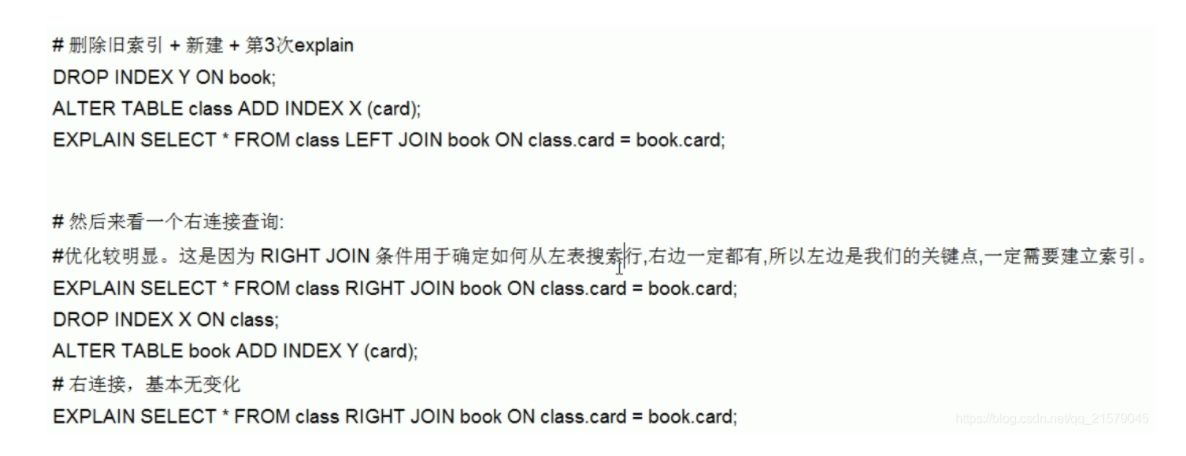 # 删除旧索引 + 新建 + 第3次explain
DROP INDEX Y ON book;
ALTER TABLE class ADD INDEX X (card);
EXPLAIN SELECT * FROM class LEFT JOIN book ON class.card = book.card;
# 然后来看一个右连接查询:
#优化较明显。这是因为 RIGHT JOIN 条件用于确定如何从左表搜索行,右边一定都有,所以左边是我们的关键点,一定需要建立索引。
EXPLAIN SELECT * FROM class RIGHT JOIN book ON class.card = book.card;
DROP INDEX X ON class;
ALTER TABLE book ADD INDEX Y (card);
# 右连接，基本无变化
EXPLAIN SELECT * FROM class RIGHT JOIN book ON class.card = book.card;
https://blog.csdn.net/qq_21579045